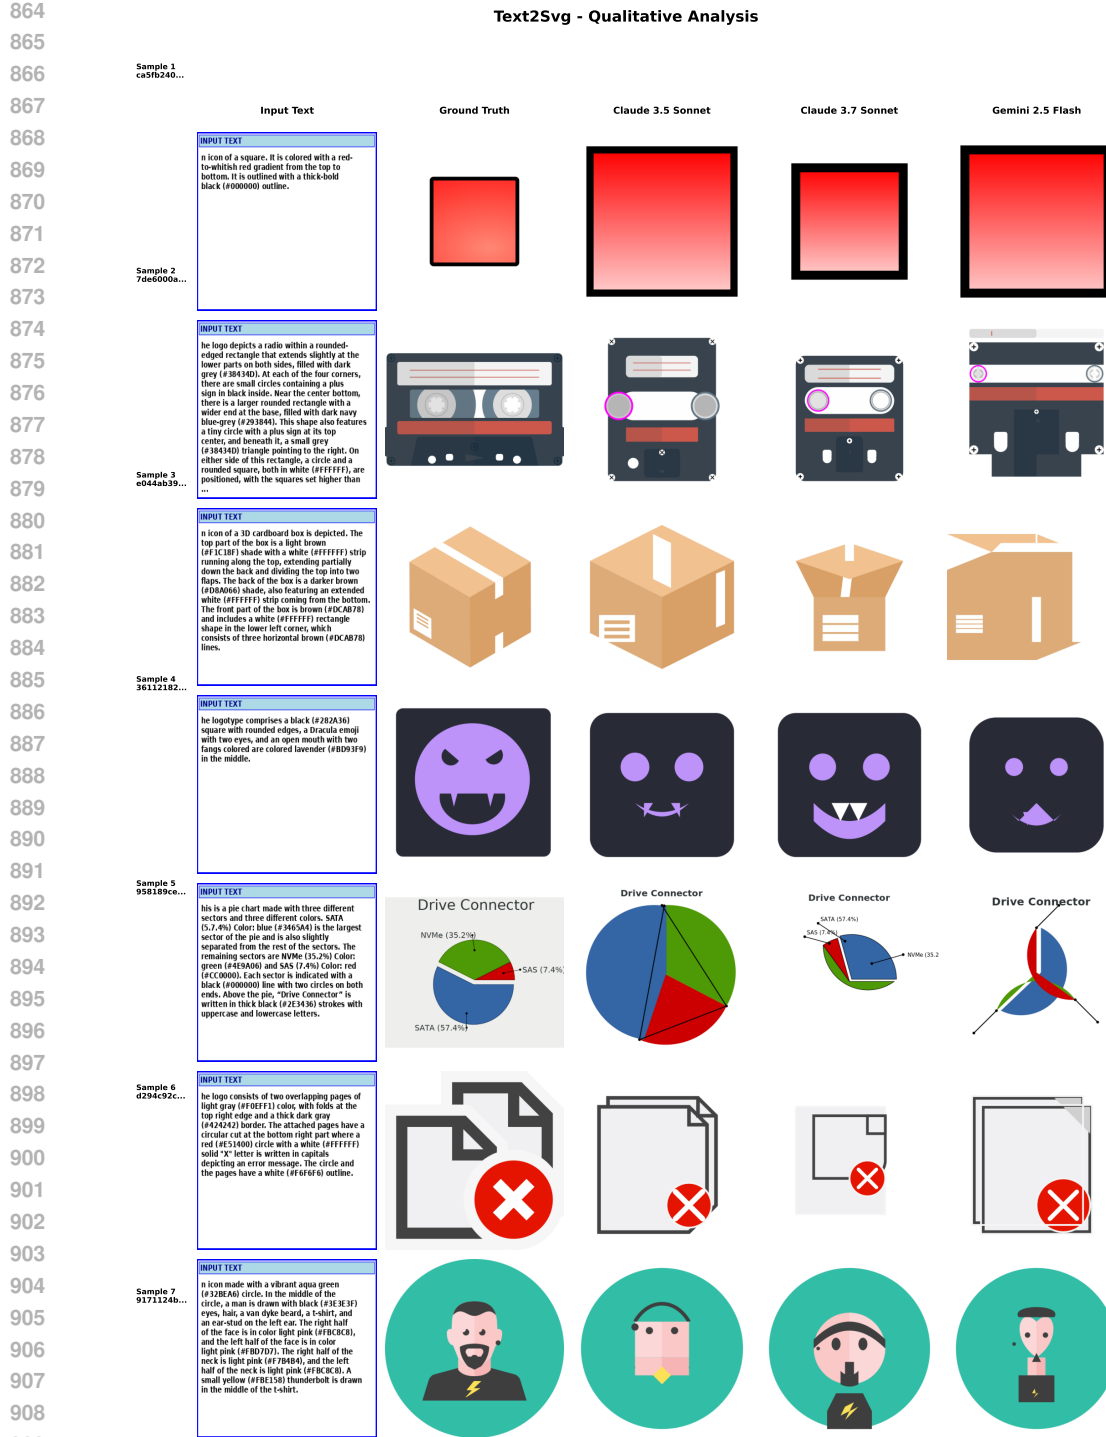 Text2Svg - Qualitative Analysis
864
865
866
867
868
869
870
871
872
873
874
875
876
877
878
879
880
881
882
883
884
885
886
887
888
889
890
891
892
893
894
895
896
897
898
899
900
901
902
903
904
905
906
907
908
Sample 1
ca5fb240...
Input Text
Ground Truth
Claude 3.5 Sonnet
Claude 3.7 Sonnet
Gemini 2.5 Flash
INPUT TEXT
n icon of a square. It is colored with a red-
to-whitish red gradient from the top to
bottom. It is outlined with a thick-bold
black (#000000) outline.
Sample 2
7de6000a...
INPUT TEXT
he logo depicts a radio within a rounded-
edged rectangle that extends slightly at the
lower parts on both sides, filled with dark
grey (#38434D). At each of the four corners,
there are small circles containing a plus
sign in black inside. Near the center bottom,
there is a larger rounded rectangle with a
wider end at the base, filled with dark navy
blue-grey (#293844). This shape also features
a tiny circle with a plus sign at its top
center, and beneath it, a small grey
(#38434D) triangle pointing to the right. On
either side of this rectangle, a circle and a
rounded square, both in white (#FFFFFF), are
positioned, with the squares set higher than
...
Sample 3
e044ab39...
INPUT TEXT
n icon of a 3D cardboard box is depicted. The
top part of the box is a light brown
(#F1C18F) shade with a white (#FFFFFF) strip
running along the top, extending partially
down the back and dividing the top into two
flaps. The back of the box is a darker brown
(#D8A066) shade, also featuring an extended
white (#FFFFFF) strip coming from the bottom.
The front part of the box is brown (#DCAB78)
and includes a white (#FFFFFF) rectangle
shape in the lower left corner, which
consists of three horizontal brown (#DCAB78)
lines.
Sample 4
36112182...
INPUT TEXT
he logotype comprises a black (#282A36)
square with rounded edges, a Dracula emoji
with two eyes, and an open mouth with two
fangs colored are colored lavender (#BD93F9)
in the middle.
Sample 5
958189ce...
INPUT TEXT
his is a pie chart made with three different
sectors and three different colors. SATA
(5.7.4%) Color: blue (#3465A4) is the largest
sector of the pie and is also slightly
separated from the rest of the sectors. The
remaining sectors are NVMe (35.2%) Color:
green (#4E9A06) and SAS (7.4%) Color: red
(#CC0000). Each sector is indicated with a
black (#000000) line with two circles on both
ends. Above the pie, “Drive Connector” is
written in thick black (#2E3436) strokes with
uppercase and lowercase letters.
Drive Connector
NVMe (35.2%)
SAS (7.4%)
SATA (57.4%)
Drive Connector
Drive Connector
SATA (57.4%)
SAS (7.4%)
NVMe (35.2
Drive Connector
Sample 6
d294c92c...
INPUT TEXT
he logo consists of two overlapping pages of
light gray (#F0EFF1) color, with folds at the
top right edge and a thick dark gray
(#424242) border. The attached pages have a
circular cut at the bottom right part where a
red (#E51400) circle with a white (#FFFFFF)
solid "X" letter is written in capitals
depicting an error message. The circle and
the pages have a white (#F6F6F6) outline.
Sample 7
9171124b...
INPUT TEXT
n icon made with a vibrant aqua green
(#32BEA6) circle. In the middle of the
circle, a man is drawn with black (#3E3E3F)
eyes, hair, a van dyke beard, a t-shirt, and
an ear-stud on the left ear. The right half
of the face is in color light pink (#FBC8C8),
and the left half of the face is in color
light pink (#FBD7D7). The right half of the
neck is light pink (#F7B4B4), and the left
half of the neck is light pink (#FBC8C8). A
small yellow (#FBE158) thunderbolt is drawn
in the middle of the t-shirt.